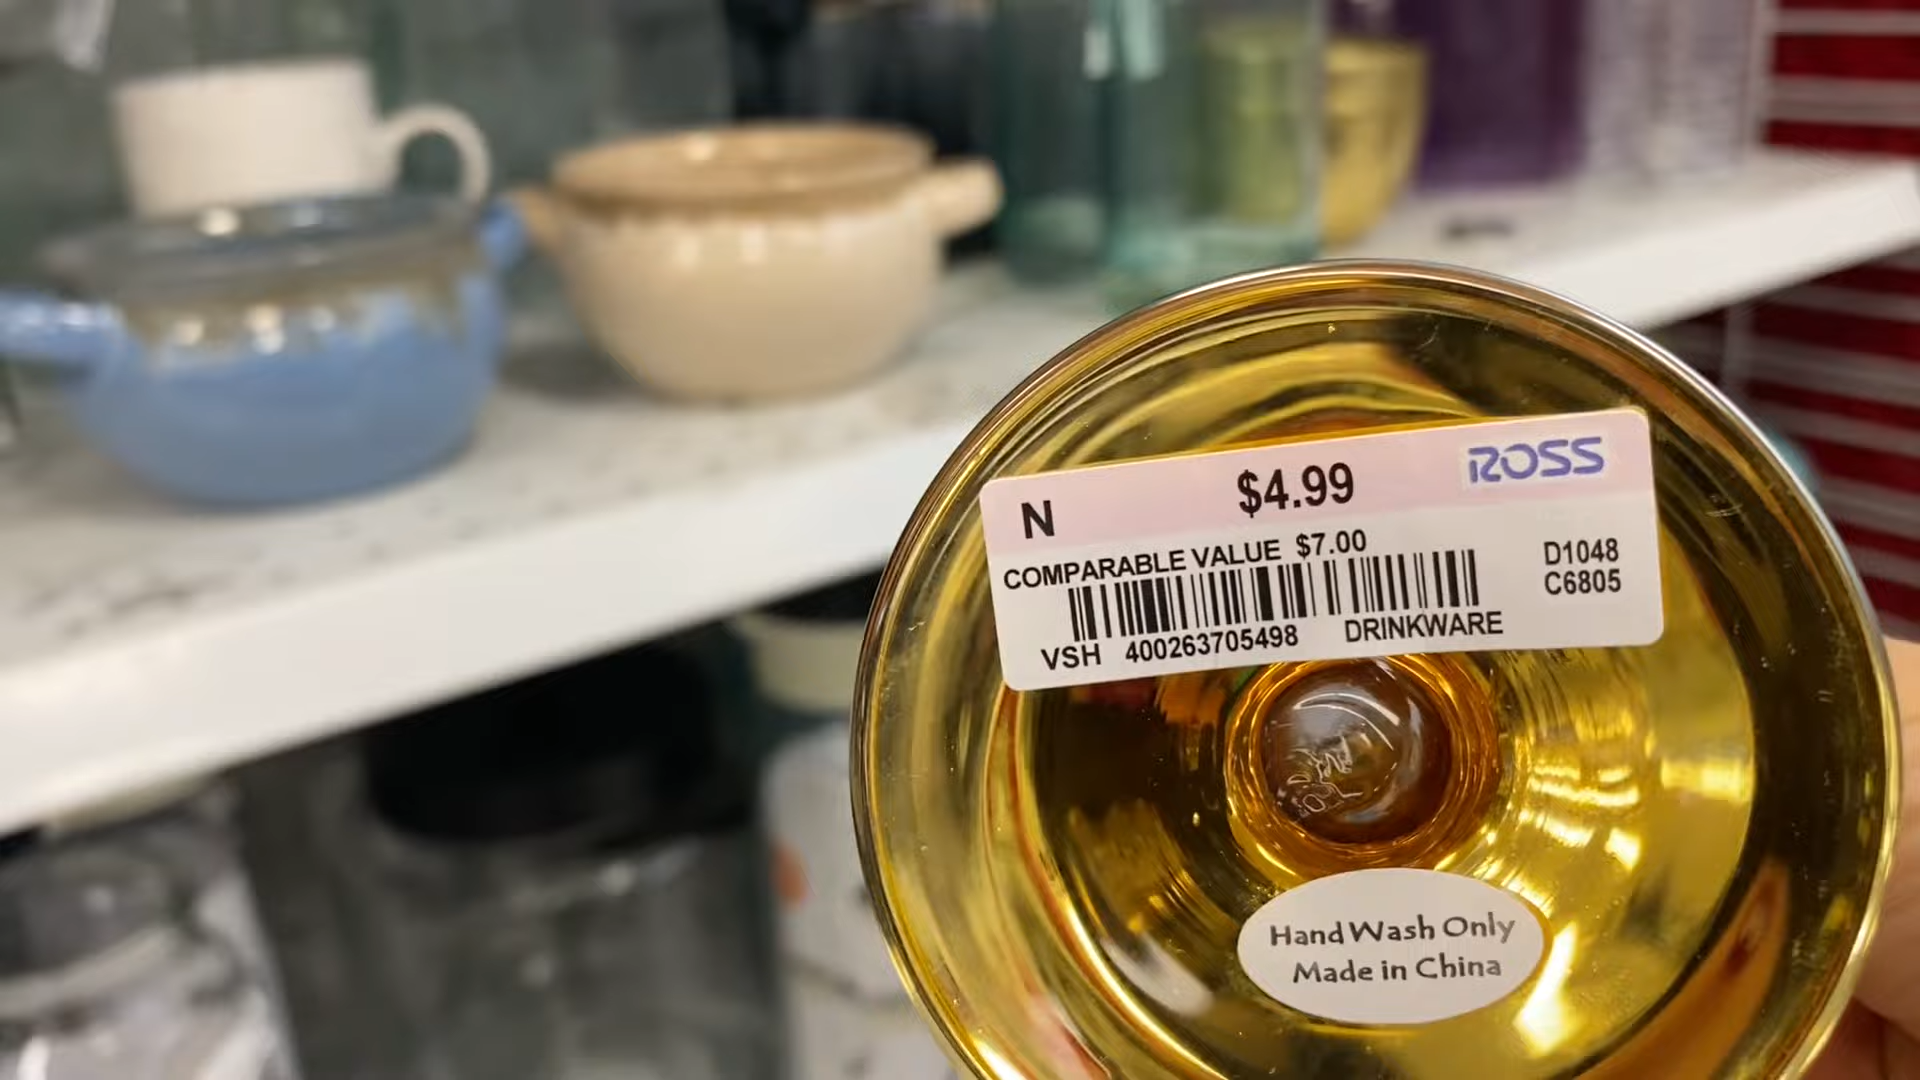 N $4.99 ROSS
COMPARABLE VALUE $7.00
D1048
C6805
VSH 400263705498 DRINKWARE
Hand Wash Only
Made in China